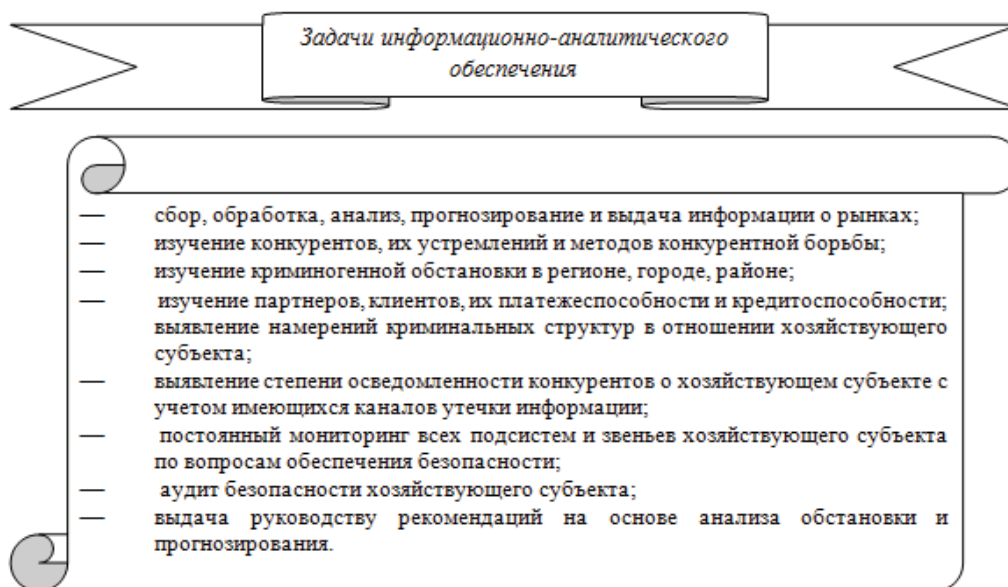 Задачи информационно-аналитического
обеспечения
— сбор, обработка, анализ, прогнозирование и выдача информации о рынках;
— изучение конкурентов, их устремлений и методов конкурентной борьбы;
— изучение криминогенной обстановки в регионе, городе, районе;
— изучение партнеров, клиентов, их платежеспособности и кредитоспособности;
выявление намерений криминальных структур в отношении хозяйствующего
субъекта;
— выявление степени осведомленности конкурентов о хозяйствующем субъекте с
учетом имеющихся каналов утечки информации;
— постоянный мониторинг всех подсистем и звеньев хозяйствующего субъекта
по вопросам обеспечения безопасности;
— аудит безопасности хозяйствующего субъекта;
— выдача руководству рекомендаций на основе анализа обстановки и
прогнозирования.